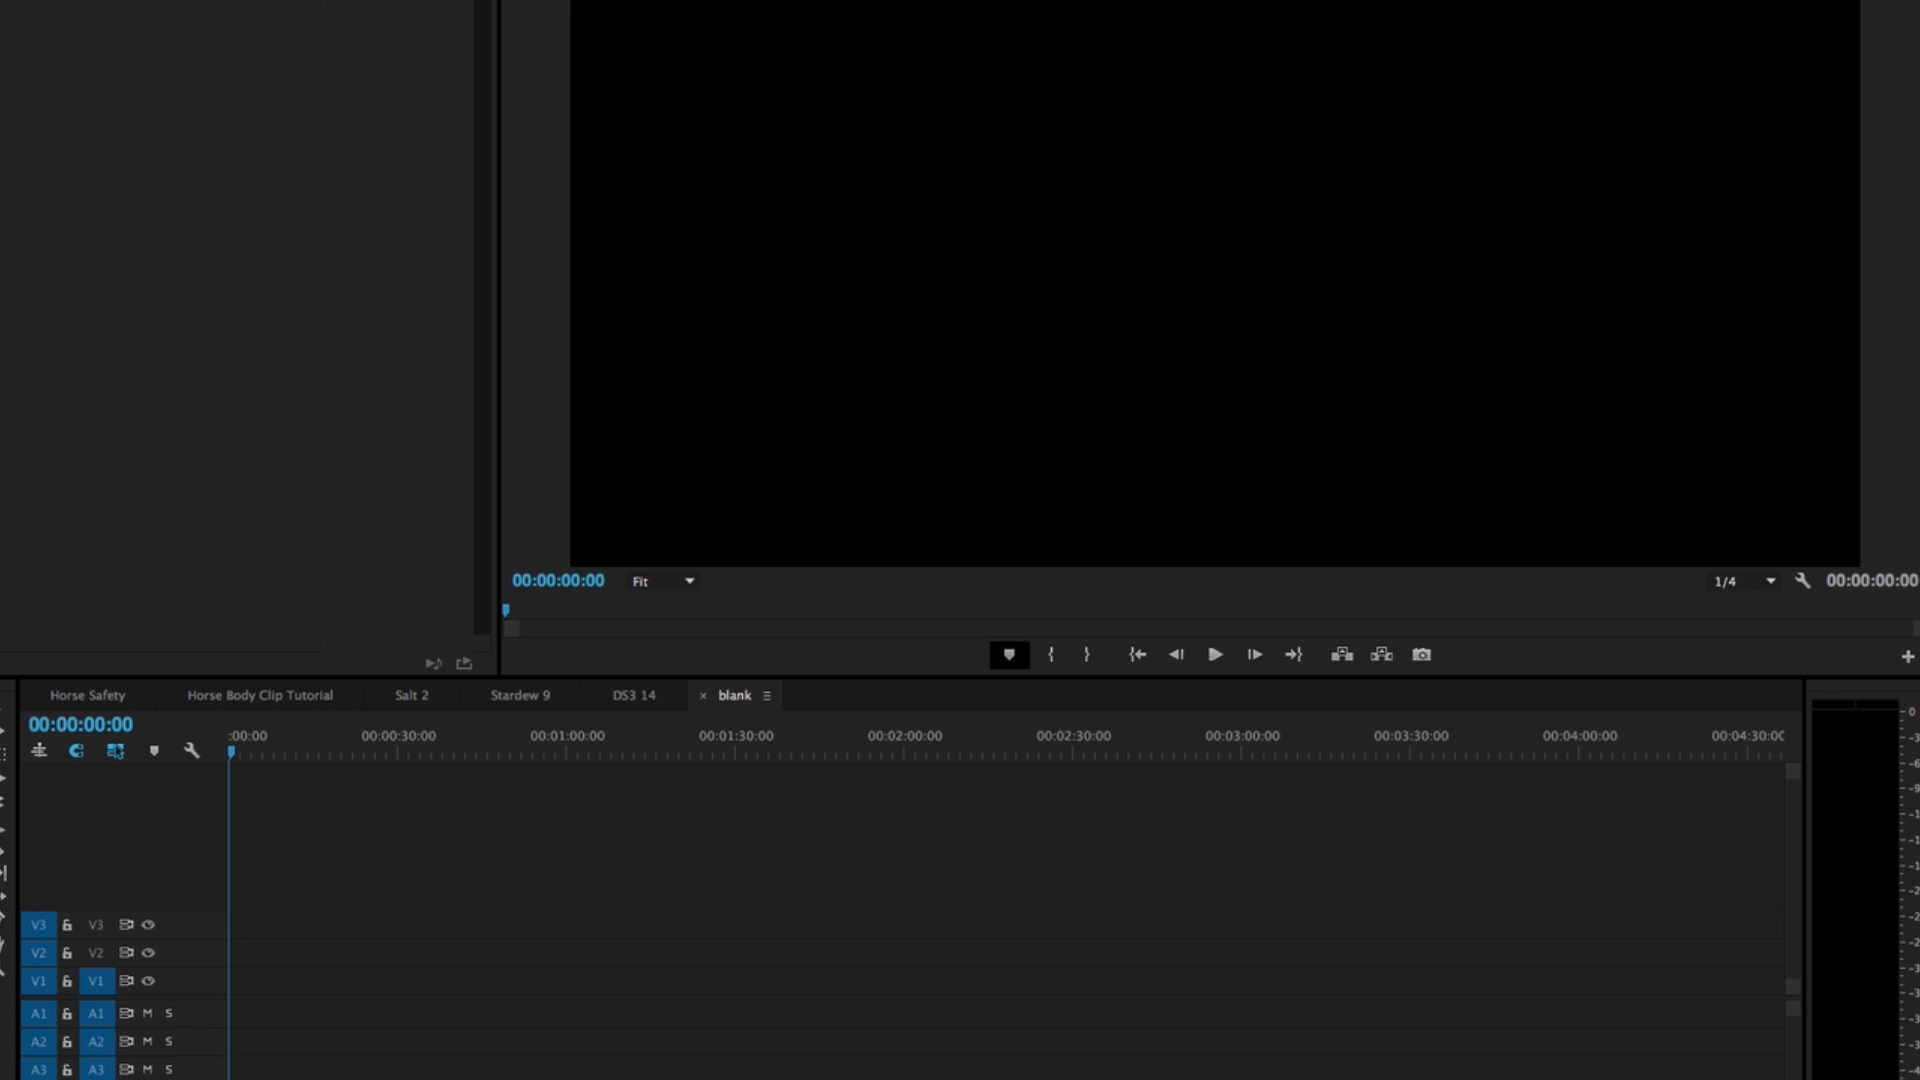 00:00:00:00 Fit 1/4 00:00:00:00
Horse Safety Horse Body Clip Tutorial Salt 2 Stardew 9 DS3 14 × blank
00:00:00:00
:00:00 00:00:30:00 00:01:00:00 00:01:30:00 00:02:00:00 00:02:30:00 00:03:00:00 00:03:30:00 00:04:00:00 00:04:30:00
V3 V3
V2 V2
V1 V1
A1 A1 M S
A2 A2 M S
A3 A3 M S
0